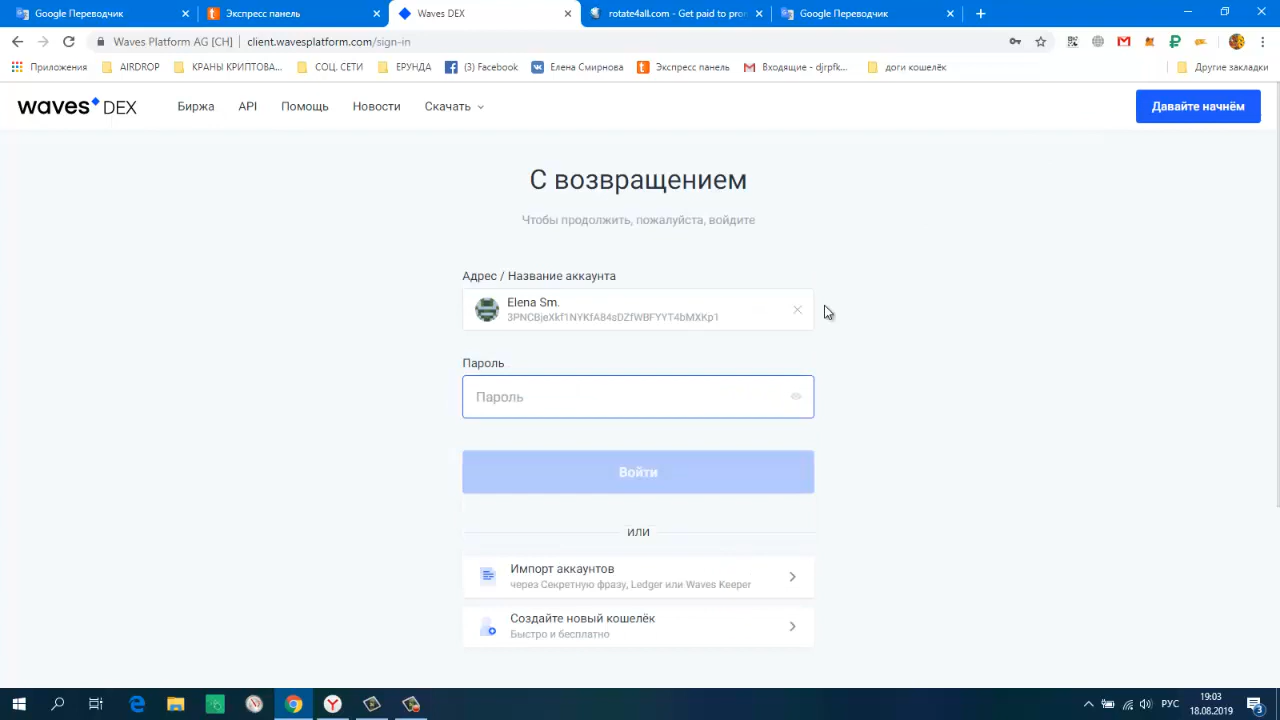 Google Переводчик
Экспресс панель
Waves DEX
rotate4all.com - Get paid to pron
Google Переводчик
Waves Platform AG [CH] | client.wavesplatform.com/sign-in
Приложения
AIRDROP
КРАНЫ КРИПТОВА...
СОЦ. СЕТИ
ЕРУНДА
(3) Facebook
Елена Смирнова
Экспресс панель
Входящие - djrpfk...
доги кошелёк
Другие закладки
waves DEX
Биржа
API
Помощь
Новости
Скачать
Давайте начнём
С возвращением
Чтобы продолжить, пожалуйста, войдите
Адрес / Название аккаунта
Elena Sm.
3PNCBjeXkf1NYKfA84sDZfWBFYYT4bMXKp1
Пароль
Пароль
Войти
ИЛИ
Импорт аккаунтов
через Секретную фразу, Ledger или Waves Keeper
Создайте новый кошелёк
Быстро и бесплатно
РУС
19:03
18.08.2019
3